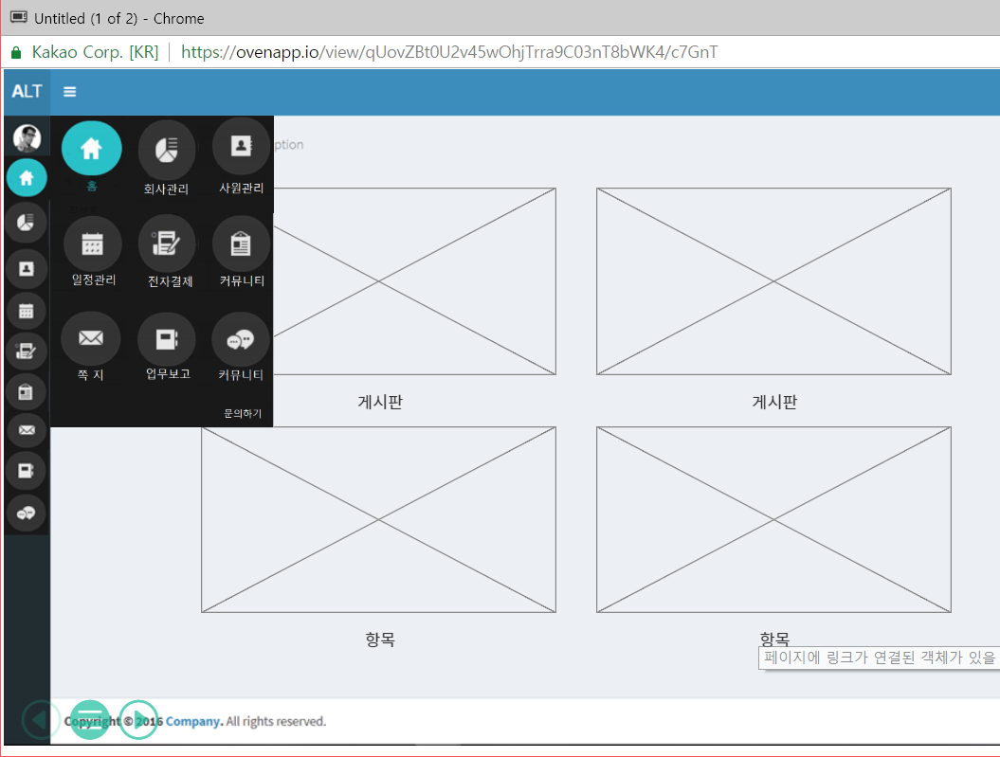 Untitled (1 of 2) - Chrome
Kakao Corp. [KR] | https://ovenapp.io/view/qUovZBt0U2v45wOhjTrra9C03nT8bWK4/c7GnT
ALT
ption
홈 회사관리 사원관리
일정관리 전자결제 커뮤니티
쪽 지 업무보고 커뮤니티
문의하기
게시판 게시판
항목 항목
페이지에 링크가 연결된 객체가 있을
Copyright © 2016 Company. All rights reserved.